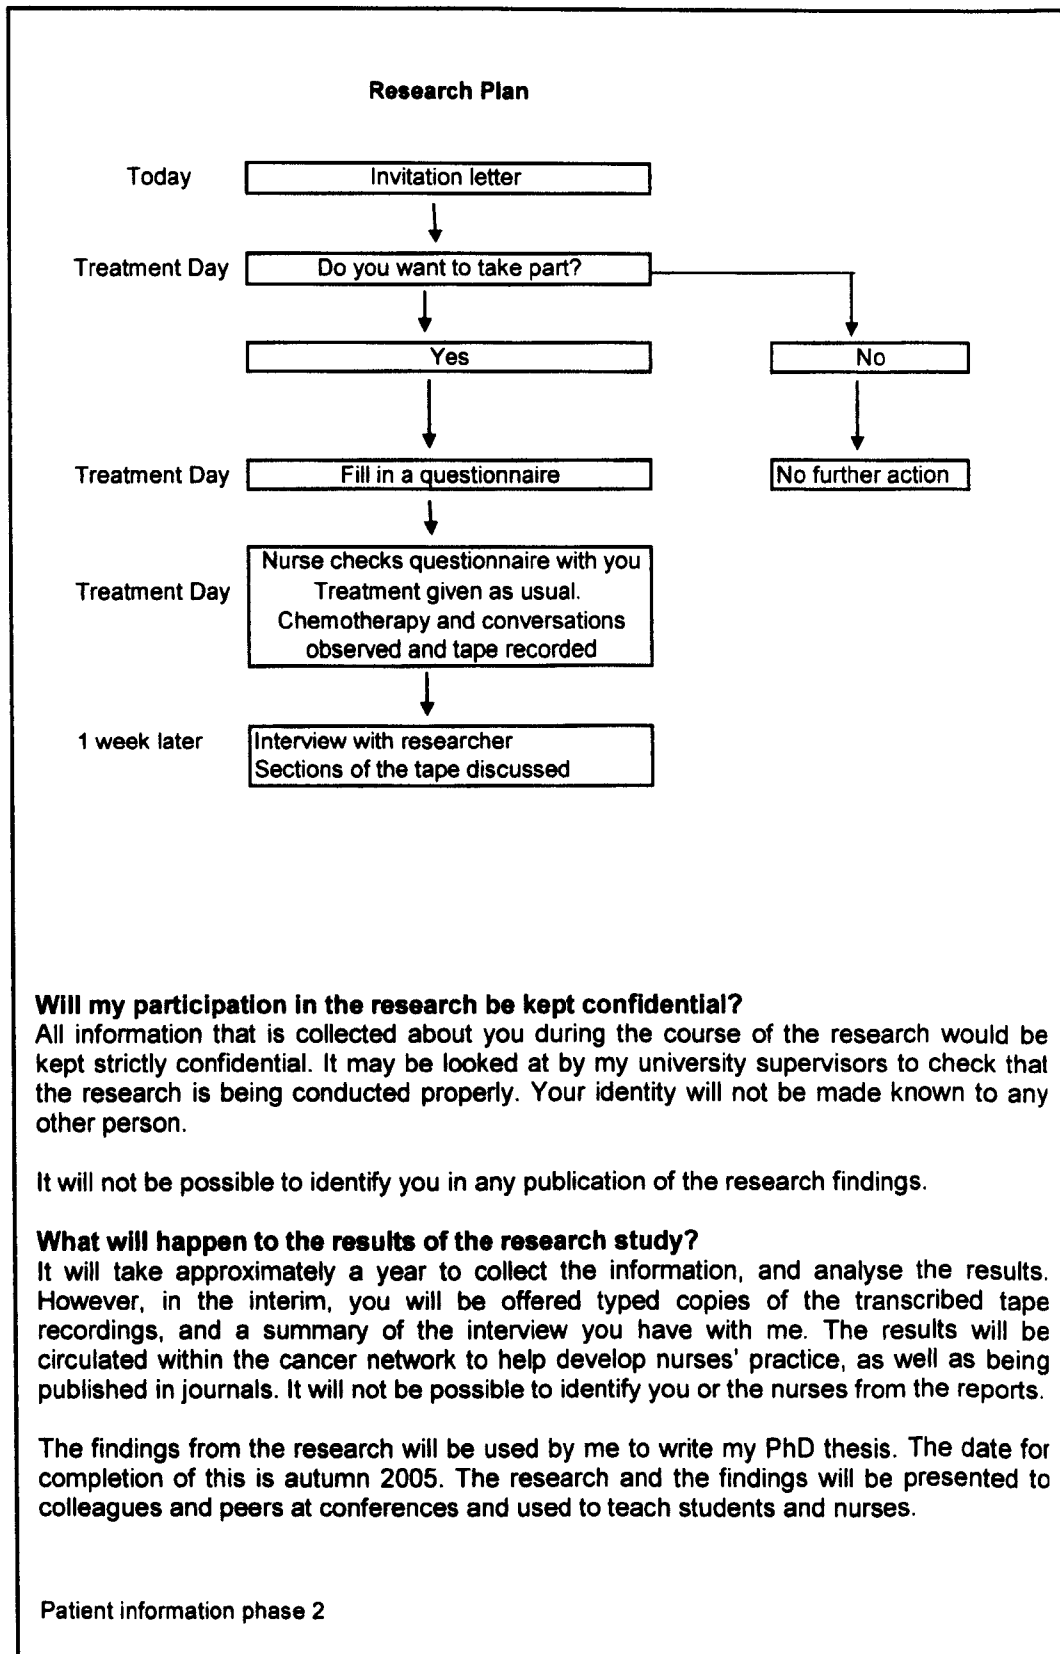 Research Plan
Today Invitation letter
Treatment Day Do you want to take part?
Yes No
Treatment Day Fill in a questionnaire No further action
Nurse checks questionnaire with you
Treatment Day Treatment given as usual.
Chemotherapy and conversations
observed and tape recorded
1 week later Interview with researcher
Sections of the tape discussed
Will my participation in the research be kept confidential?
All information that is collected about you during the course of the research would be
kept strictly confidential. It may be looked at by my university supervisors to check that
the research is being conducted properly. Your identity will not be made known to any
other person.
It will not be possible to identify you in any publication of the research findings.
What will happen to the results of the research study?
It will take approximately a year to collect the information, and analyse the results.
However, in the interim, you will be offered typed copies of the transcribed tape
recordings, and a summary of the interview you have with me. The results will be
circulated within the cancer network to help develop nurses' practice, as well as being
published in journals. It will not be possible to identify you or the nurses from the reports.
The findings from the research will be used by me to write my PhD thesis. The date for
completion of this is autumn 2005. The research and the findings will be presented to
colleagues and peers at conferences and used to teach students and nurses.
Patient information phase 2